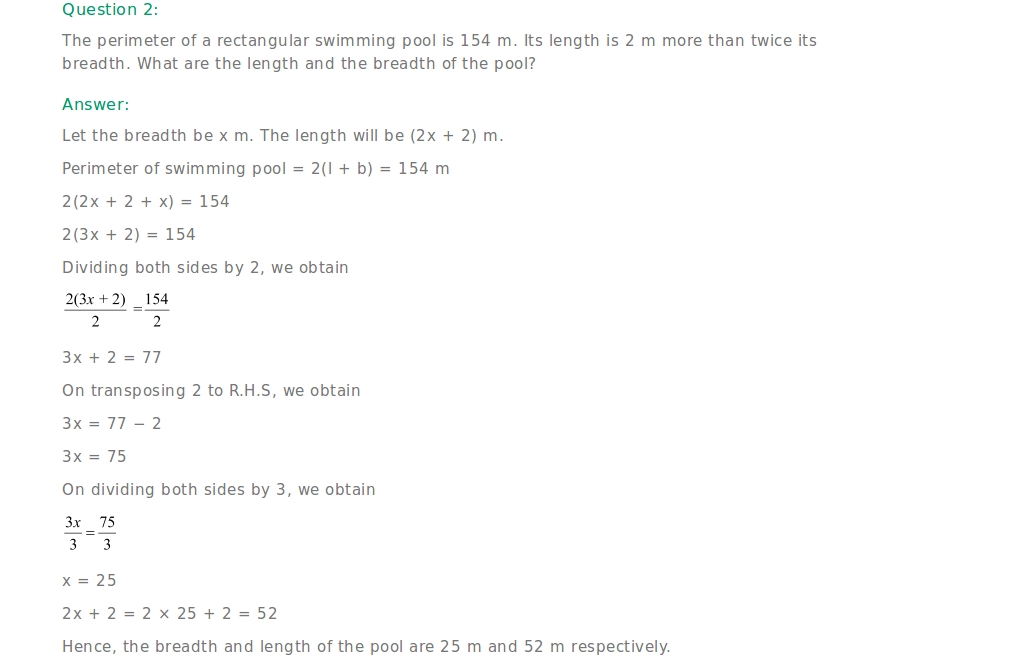 Question 2:
The perimeter of a rectangular swimming pool is 154 m. Its length is 2 m more than twice its
breadth. What are the length and the breadth of the pool?
Answer:
Let the breadth be x m. The length will be (2x + 2) m.
Perimeter of swimming pool = 2(l + b) = 154 m
2(2x + 2 + x) = 154
2(3x + 2) = 154
Dividing both sides by 2, we obtain
2(3x + 2)/2 = 154/2
3x + 2 = 77
On transposing 2 to R.H.S, we obtain
3x = 77 − 2
3x = 75
On dividing both sides by 3, we obtain
3x/3 = 75/3
x = 25
2x + 2 = 2 × 25 + 2 = 52
Hence, the breadth and length of the pool are 25 m and 52 m respectively.